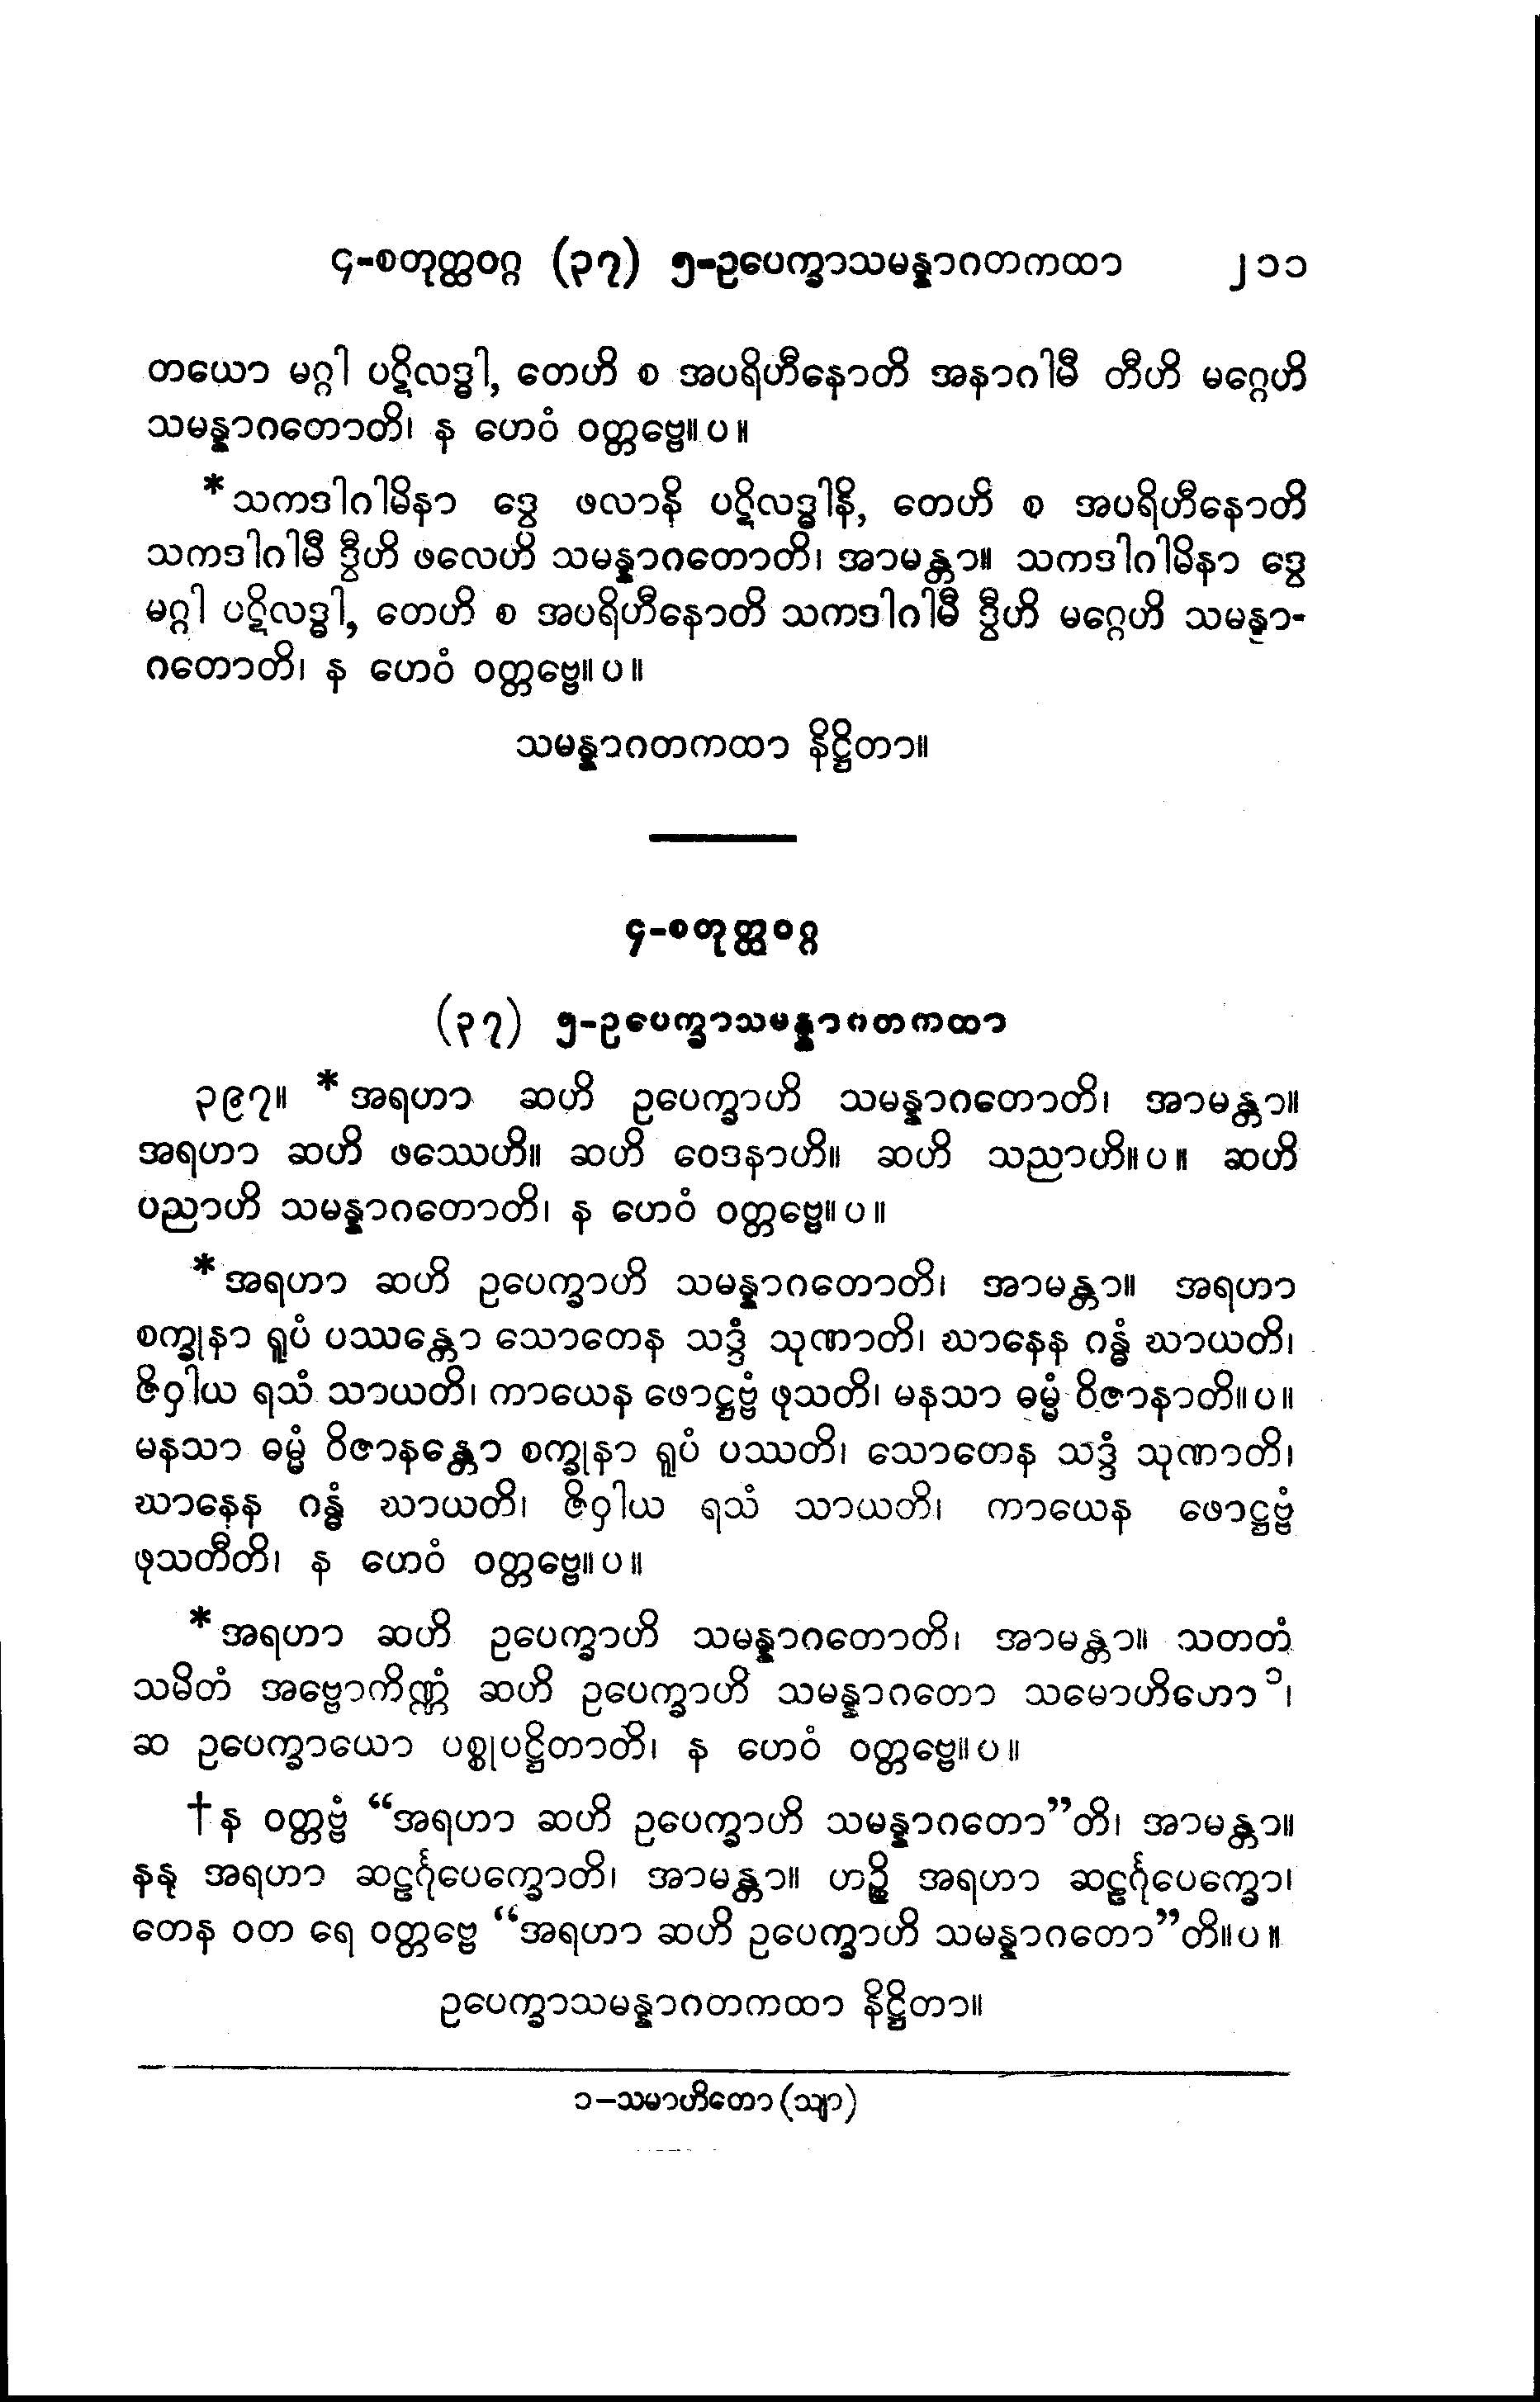 ၄-စတုတ္ထဝဂ္ဂ (၃၇) ၅-ဥပေက္ခာသမန္နာဂတကထာ ၂၁၁
တယော မဂ္ဂါ ပဋိလဒ္ဓါ, တေဟိ စ အပရိဟီနောတိ အနာဂါမီ တီဟိ မဂ္ဂေဟိ
သမန္နာဂတောတိ၊ န ဟေဝံ ဝတ္တဗ္ဗေ။ပ။
*သကဒါဂါမိနာ ဒွေ ဖလာနိ ပဋိလဒ္ဓါနိ, တေဟိ စ အပရိဟီနောတိ
သကဒါဂါမီ ဒွီဟိ ဖလေဟိ သမန္နာဂတောတိ၊ အာမန္တာ။ သကဒါဂါမိနာ ဒွေ
မဂ္ဂါ ပဋိလဒ္ဓါ, တေဟိ စ အပရိဟီနောတိ သကဒါဂါမီ ဒွီဟိ မဂ္ဂေဟိ သမန္နာ-
ဂတောတိ၊ န ဟေဝံ ဝတ္တဗ္ဗေ။ပ။
သမန္နာဂတကထာ နိဋ္ဌိတာ။
၄-စတုတ္ထဝဂ္ဂ
(၃၇) ၅-ဥပေက္ခာသမန္နာဂတကထာ
၃၉၇။ *အရဟာ ဆဟိ ဥပေက္ခာဟိ သမန္နာဂတောတိ၊ အာမန္တာ။
အရဟာ ဆဟိ ဖဿေဟိ။ ဆဟိ ဝေဒနာဟိ။ ဆဟိ သညာဟိ။ပ။ ဆဟိ
ပညာဟိ သမန္နာဂတောတိ၊ န ဟေဝံ ဝတ္တဗ္ဗေ။ပ။
*အရဟာ ဆဟိ ဥပေက္ခာဟိ သမန္နာဂတောတိ၊ အာမန္တာ။ အရဟာ
စက္ခုနာ ရူပံ ပဿန္တော သောတေန သဒ္ဒံ သုဏာတိ၊ ဃာနေန ဂန္ဓံ ဃာယတိ၊
ဇိဝှါယ ရသံ သာယတိ၊ ကာယေန ဖောဋ္ဌဗ္ဗံ ဖုသတိ၊ မနသာ ဓမ္မံ ဝိဇာနာတိ။ပ။
မနသာ ဓမ္မံ ဝိဇာနန္တော စက္ခုနာ ရူပံ ပဿတိ၊ သောတေန သဒ္ဒံ သုဏာတိ၊
ဃာနေန ဂန္ဓံ ဃာယတိ၊ ဇိဝှါယ ရသံ သာယတိ၊ ကာယေန ဖောဋ္ဌဗ္ဗံ
ဖုသတီတိ၊ န ဟေဝံ ဝတ္တဗ္ဗေ။ပ။
*အရဟာ ဆဟိ ဥပေက္ခာဟိ သမန္နာဂတောတိ၊ အာမန္တာ။ သတတံ
သမိတံ အဗ္ဗောကိဏ္ဏံ ဆဟိ ဥပေက္ခာဟိ သမန္နာဂတော သမောဟိဟော၁၊
ဆ ဥပေက္ခာယော ပစ္စုပဋ္ဌိတာတိ၊ န ဟေဝံ ဝတ္တဗ္ဗေ။ပ။
†န ဝတ္တဗ္ဗံ “အရဟာ ဆဟိ ဥပေက္ခာဟိ သမန္နာဂတော”တိ၊ အာမန္တာ။
နနု အရဟာ ဆဠင်္ဂုပေက္ခောတိ၊ အာမန္တာ။ ဟဉ္စိ အရဟာ ဆဠင်္ဂုပေက္ခော၊
တေန ဝတ ရေ ဝတ္တဗ္ဗေ “အရဟာ ဆဟိ ဥပေက္ခာဟိ သမန္နာဂတော”တိ။ပ။
ဥပေက္ခာသမန္နာဂတကထာ နိဋ္ဌိတာ။
၁–သမာဟိတော (သျာ)